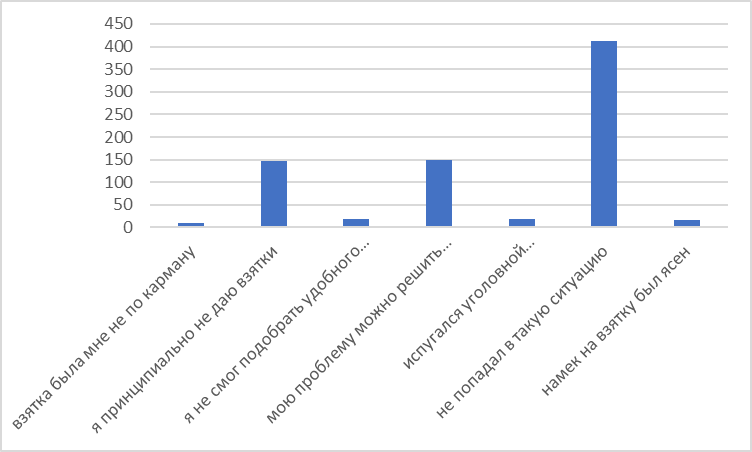 450
400
350
300
250
200
150
100
50
0
взятка была мне не по карману
я принципиально не даю взятки
я не смог подобрать удобного…
мою проблему можно решить…
испугался уголовной…
не попадал в такую ситуацию
намек на взятку был ясен